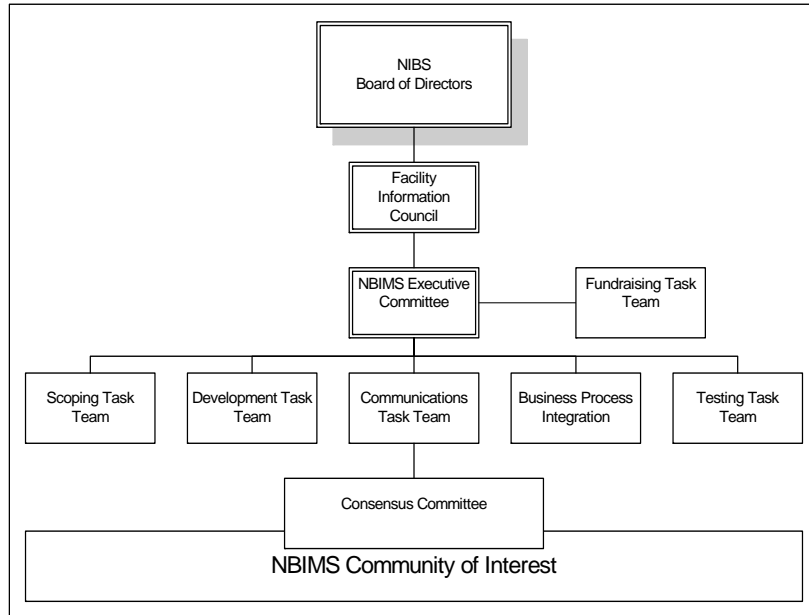 NIBS
Board of Directors
Facility
Information
Council
NBIMS Executive
Committee
Fundraising Task
Team
Scoping Task
Team
Development Task
Team
Communications
Task Team
Business Process
Integration
Testing Task
Team
Consensus Committee
NBIMS Community of Interest